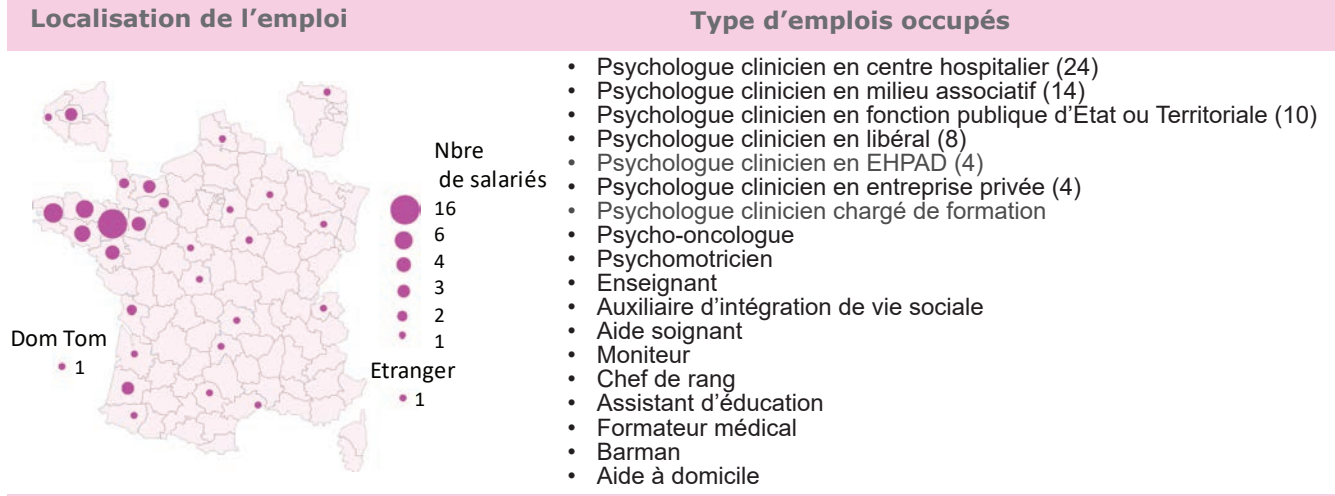 Localisation de l’emploi
Type d’emplois occupés
Nbre
de salariés
16
6
4
3
2
1
Dom Tom
1
Etranger
1
• Psychologue clinicien en centre hospitalier (24)
• Psychologue clinicien en milieu associatif (14)
• Psychologue clinicien en fonction publique d’État ou Territoriale (10)
• Psychologue clinicien en libéral (8)
• Psychologue clinicien en EHPAD (4)
• Psychologue clinicien en entreprise privée (4)
• Psychologue clinicien chargé de formation
• Psycho-oncologue
• Psychomotricien
• Enseignant
• Auxiliaire d’intégration de vie sociale
• Aide soignant
• Moniteur
• Chef de rang
• Assistant d’éducation
• Formateur médical
• Barman
• Aide à domicile